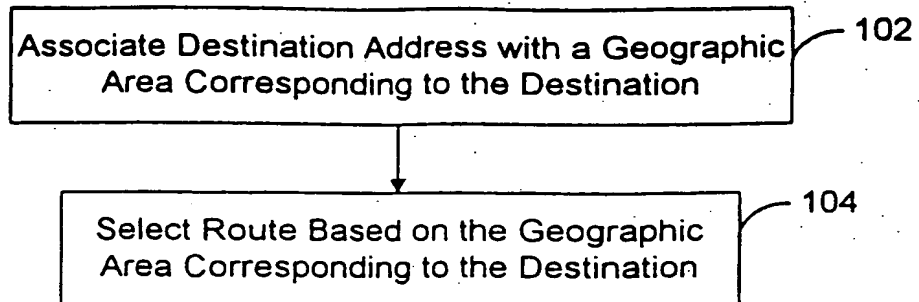 Associate Destination Address with a Geographic
Area Corresponding to the Destination
102
Select Route Based on the Geographic
Area Corresponding to the Destination
104